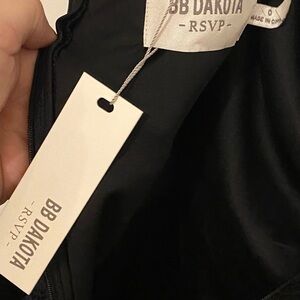 BB DAKOTA
- RSVP -
0
MADE IN CHINA
BB DAKOTA
- RSVP -